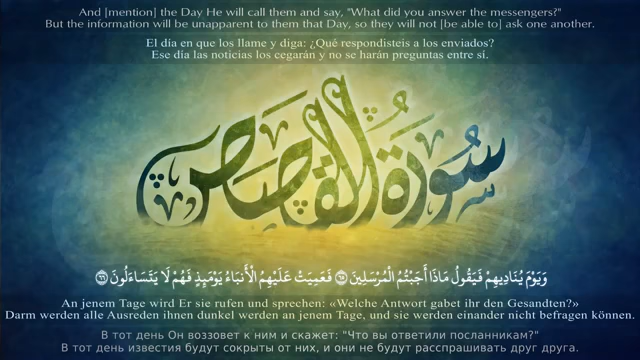 And [mention] the Day He will call them and say, "What did you answer the messengers?"
But the information will be unapparent to them that Day, so they will not [be able to] ask one another.
El día en que los llame y diga: ¿Qué respondisteis a los enviados?
Ese día las noticias los cegarán y no se harán preguntas entre sí.
سورة القصص
وَيَوْمَ يُنَادِيهِمْ فَيَقُولُ مَاذَا أَجَبْتُمُ الْمُرْسَلِينَ ﴿٦٥﴾ فَعَمِيَتْ عَلَيْهِمُ الْأَنبَاءُ يَوْمَئِذٍ فَهُمْ لَا يَتَسَاءَلُونَ ﴿٦٦﴾
An jenem Tage wird Er sie rufen und sprechen: «Welche Antwort gabet ihr den Gesandten?»
Darm werden alle Ausreden ihnen dunkel werden an jenem Tage, und sie werden einander nicht befragen können.
В тот день Он воззовет к ним и скажет: "Что вы ответили посланникам?"
В тот день известия будут сокрыты от них, и они не будут расспрашивать друг друга.